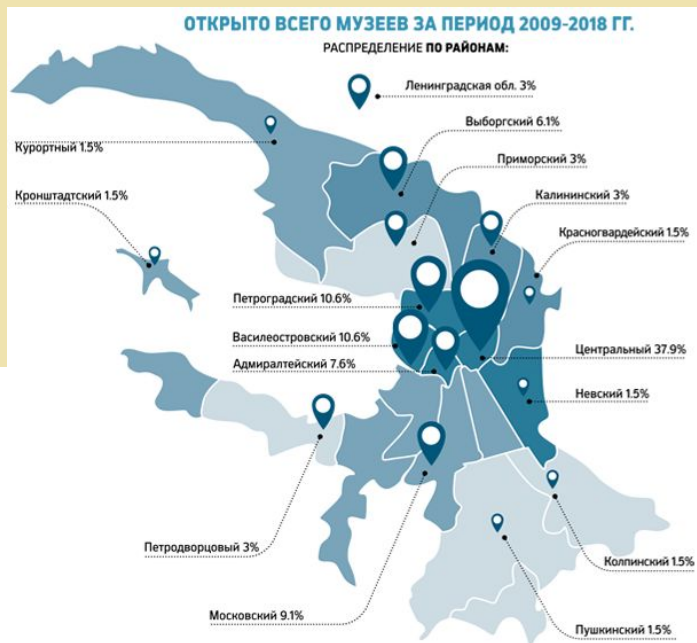 ОТКРЫТО ВСЕГО МУЗЕЕВ ЗА ПЕРИОД 2009-2018 ГГ.
РАСПРЕДЕЛЕНИЕ ПО РАЙОНАМ:
Ленинградская обл. 3%
Выборгский 6.1%
Курортный 1.5%
Приморский 3%
Кронштадтский 1.5%
Калининский 3%
Красногвардейский 1.5%
Петроградский 10.6%
Василеостровский 10.6%
Центральный 37.9%
Адмиралтейский 7.6%
Невский 1.5%
Петродворцовый 3%
Колпинский 1.5%
Московский 9.1%
Пушкинский 1.5%